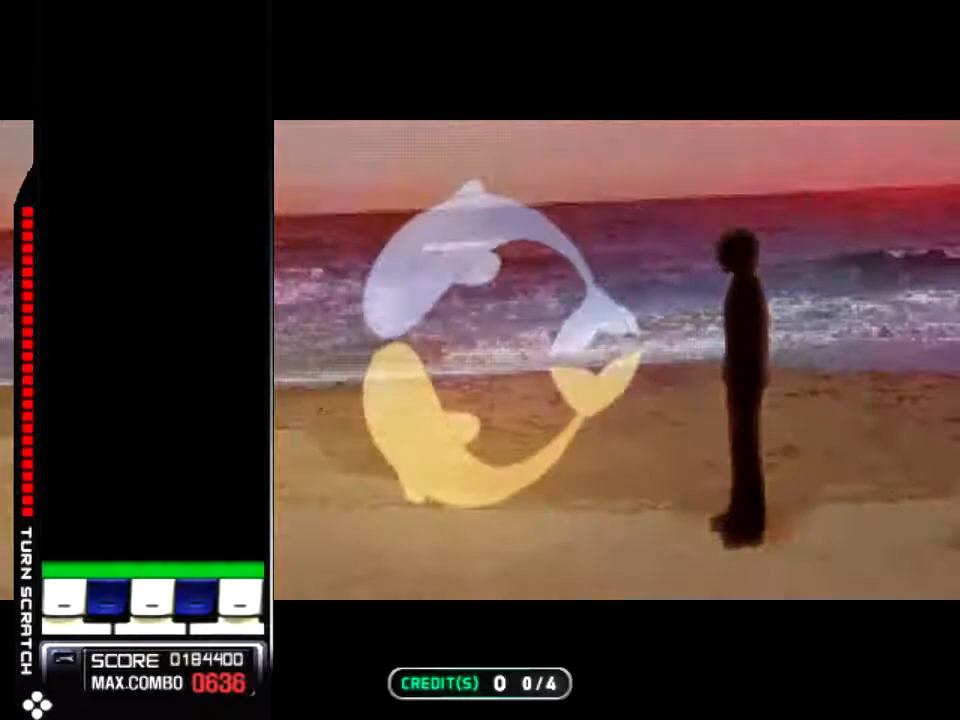 TURN SCRATCH
SCORE 0184400
MAX.COMBO 0636
CREDIT(S) 0 0/4